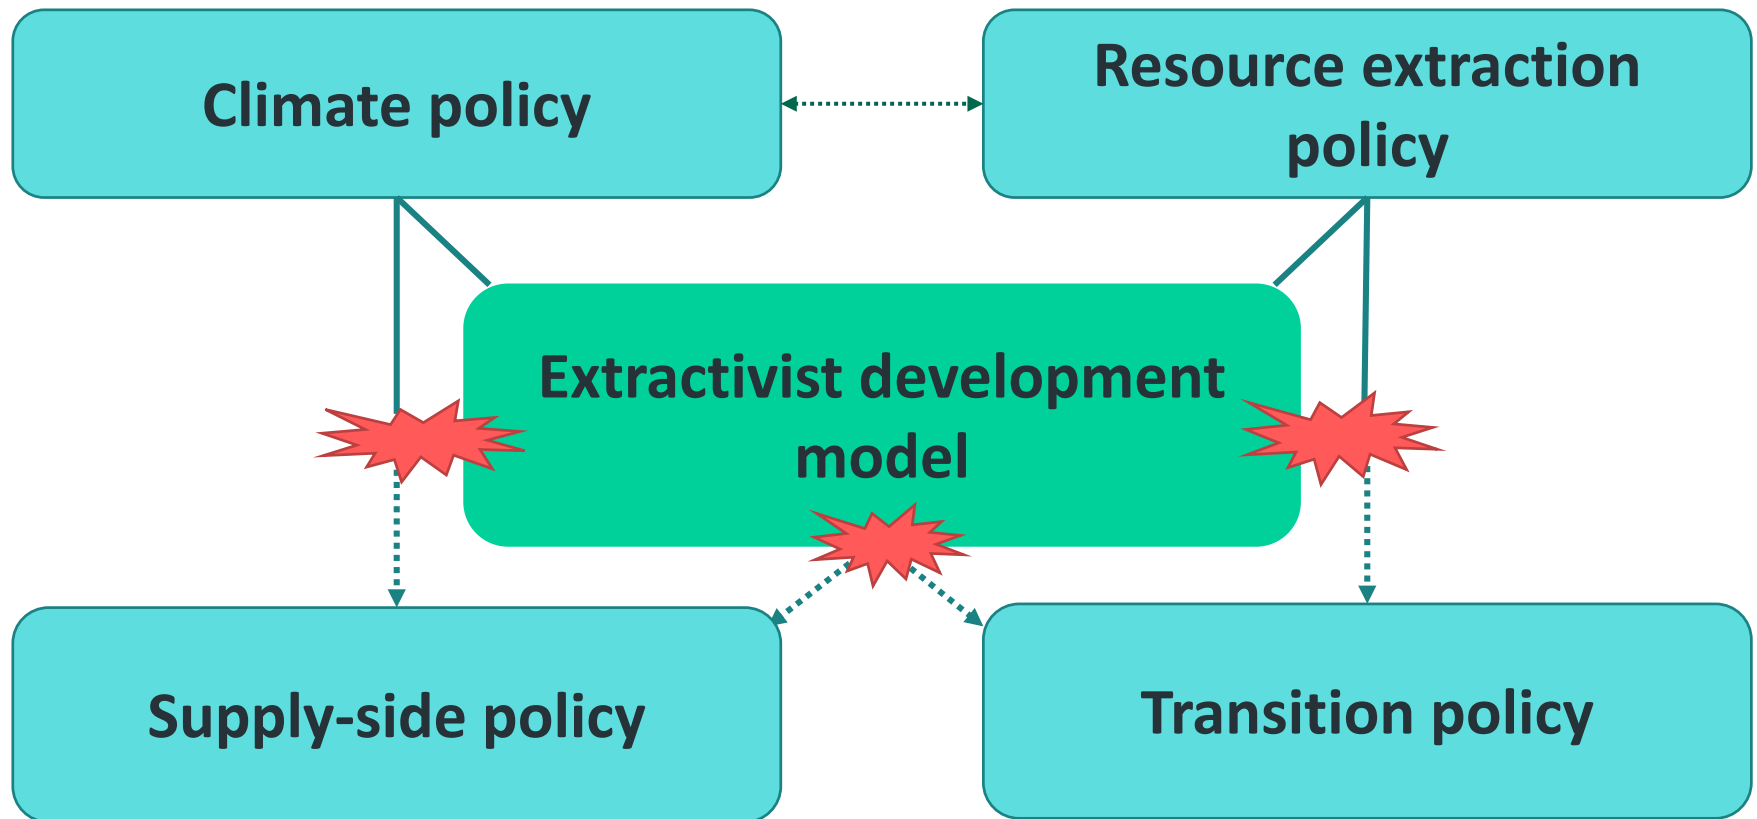 Climate policy
Resource extraction
policy
Extractivist development
model
Supply-side policy
Transition policy